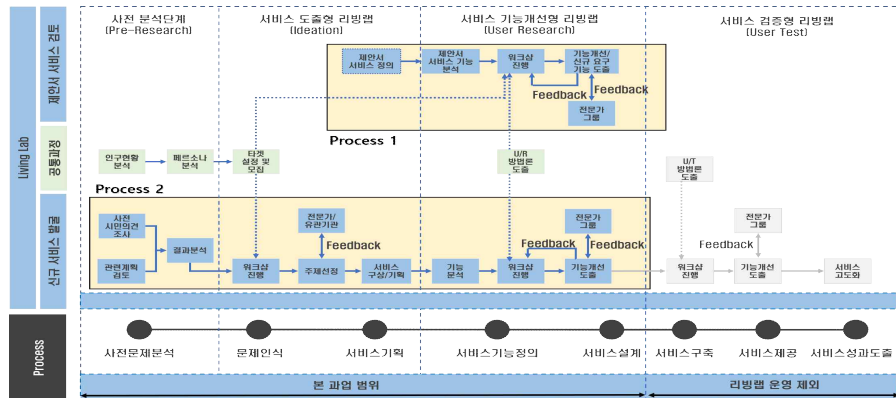 사전 분석단계
(Pre-Research)
서비스 도출형 리빙랩
(Ideation)
서비스 기능개선형 리빙랩
(User Research)
서비스 검증형 리빙랩
(User Test)
Living Lab
제안서 서비스 검토
제안서
서비스 정의
제안서
서비스 기능
분석
워크샵
진행
기능개선/
신규 요구
기능 도출
Feedback
Feedback
전문가
그룹
Process 1
공통과정
인구현황
분석
페르소나
분석
타겟
설정 및
모집
U/R
방법론
도출
U/T
방법론
도출
Process 2
신규 서비스 발굴
사전
시민의견
조사
관련계획
검토
결과분석
워크샵
진행
전문가/
유관기관
Feedback
주제선정
서비스
구상/기획
기능
분석
워크샵
진행
Feedback
전문가
그룹
Feedback
기능개선
도출
워크샵
진행
Feedback
전문가
그룹
기능개선
도출
서비스
고도화
Process
사전문제분석
문제인식
서비스기획
서비스기능정의
서비스설계
서비스구축
서비스제공
서비스성과도출
본 과업 범위
리빙랩 운영 제외